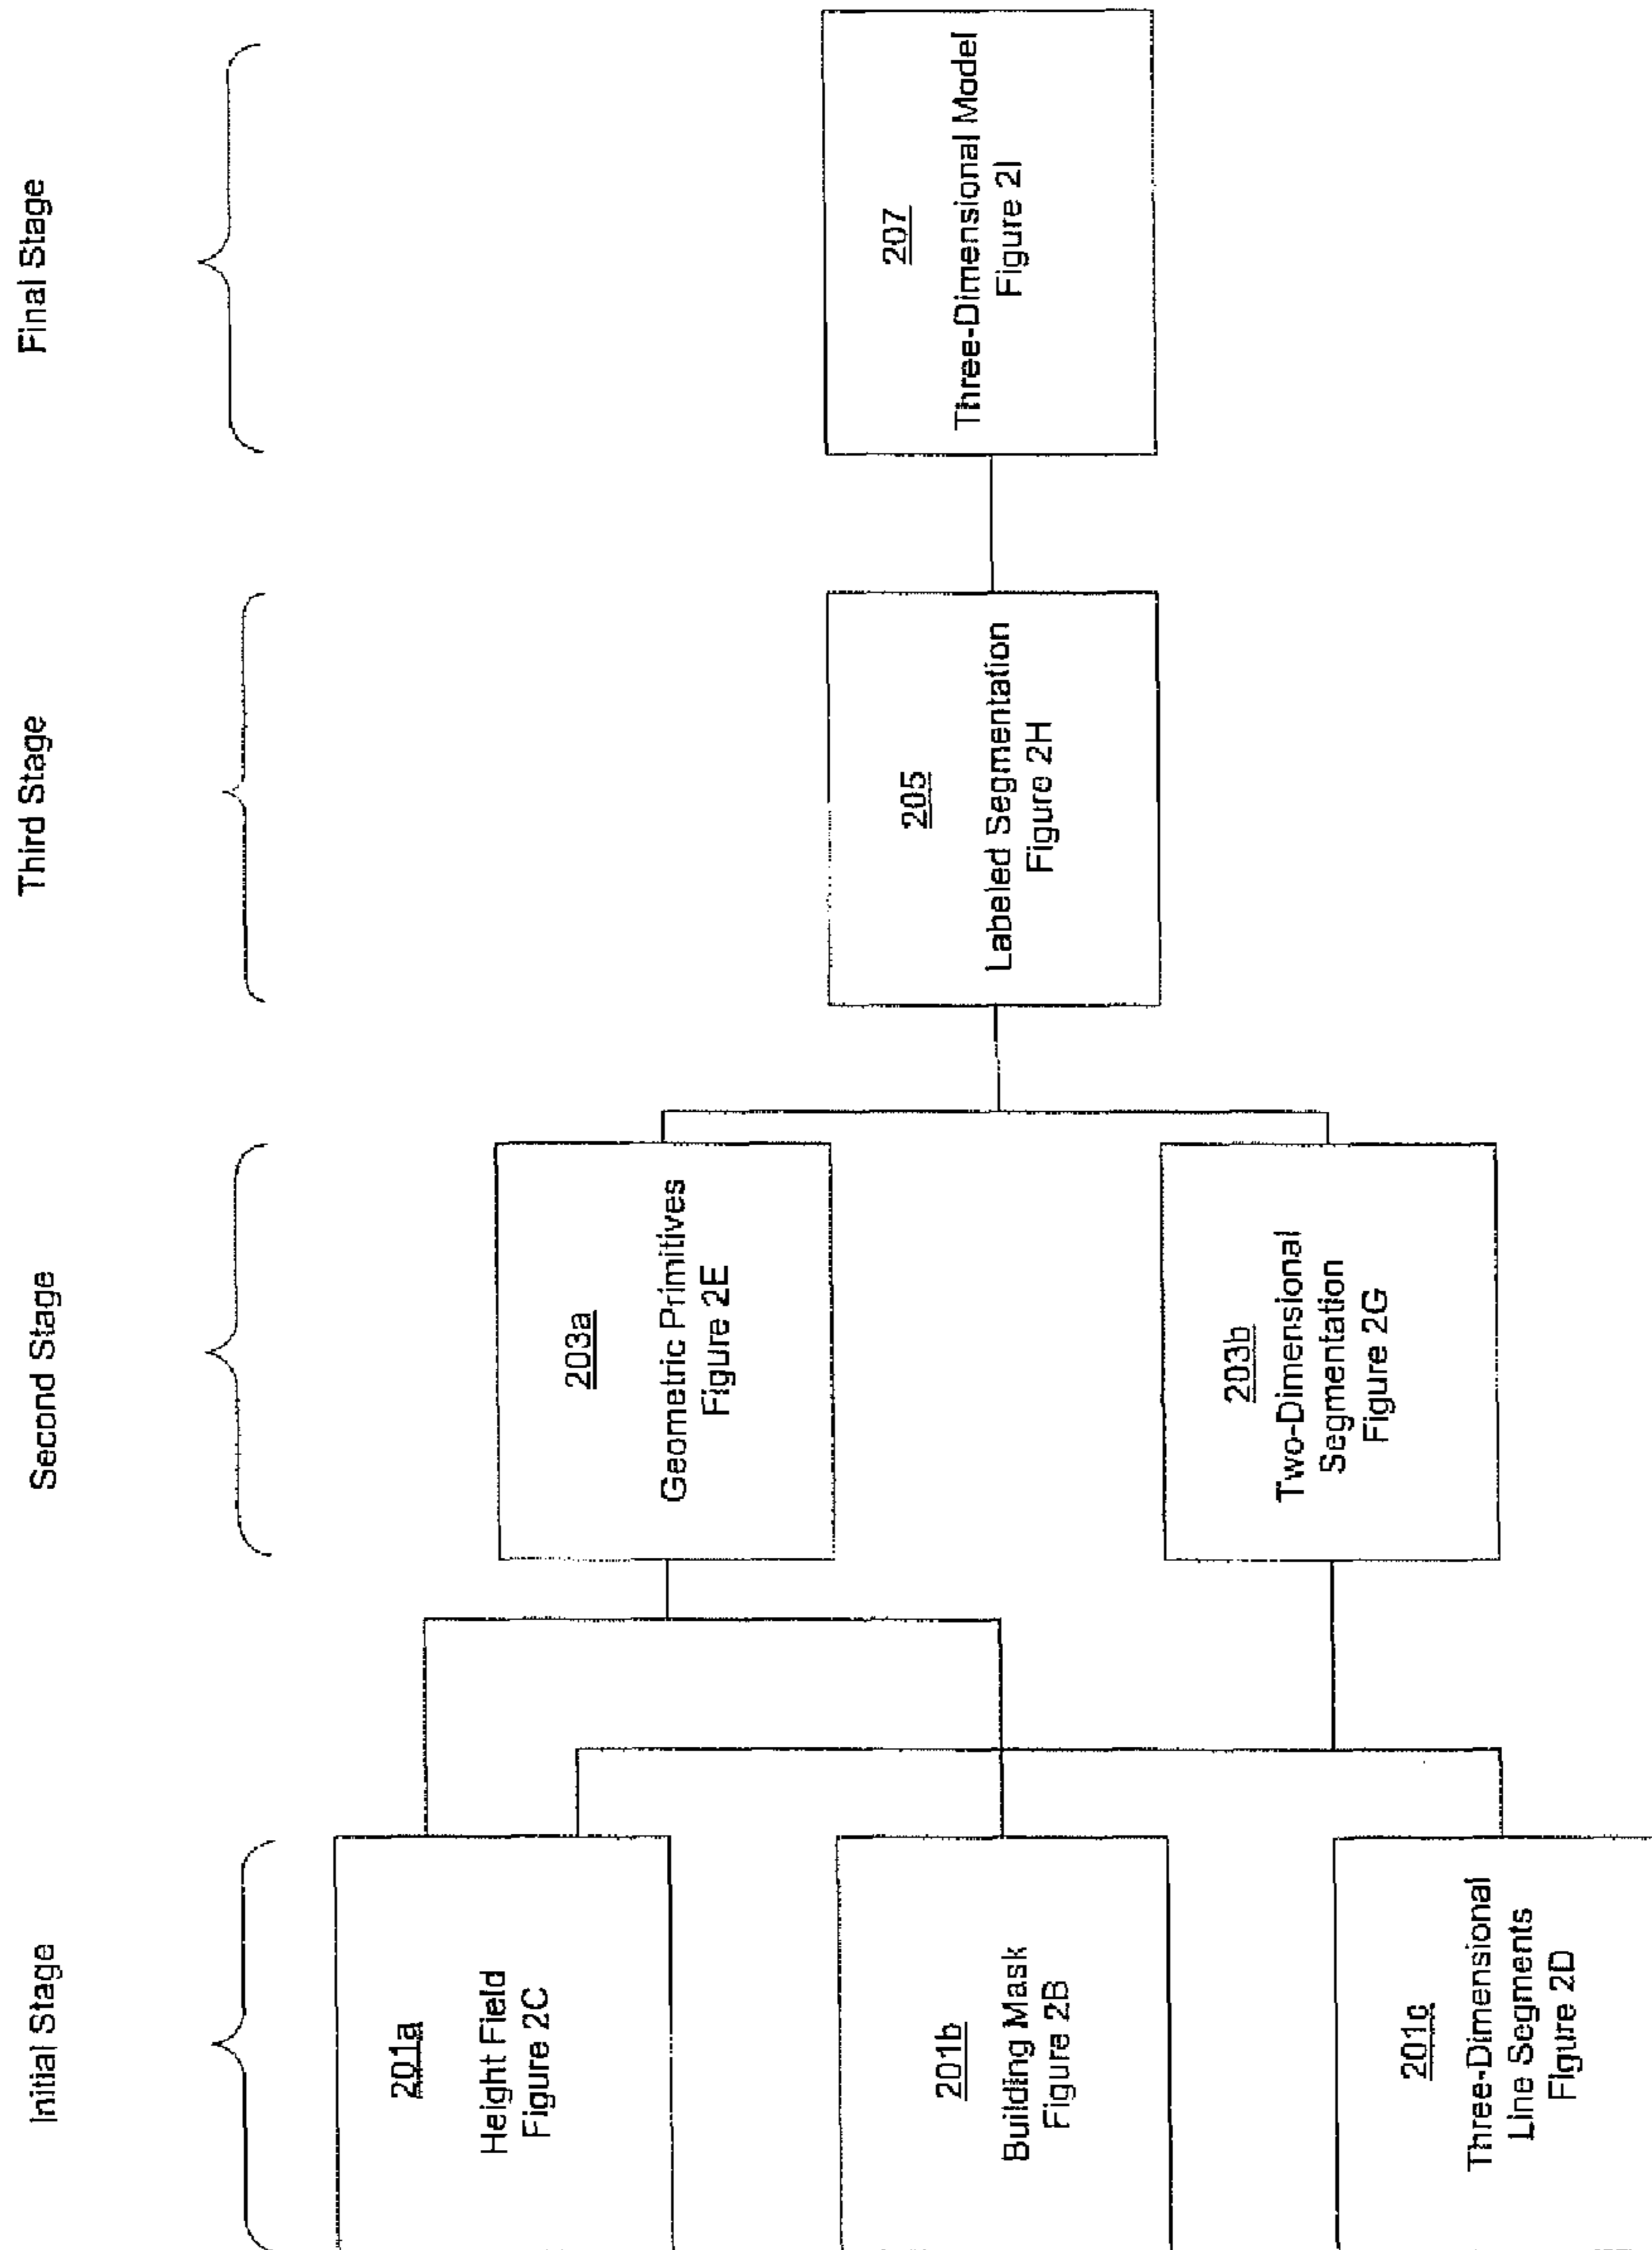 Initial Stage
Second Stage
Third Stage
Final Stage
201a
Height Field
Figure 2C
201b
Building Mask
Figure 2B
201c
Three-Dimensional
Line Segments
Figure 2D
203a
Geometric Primitives
Figure 2E
203b
Two-Dimensional
Segmentation
Figure 2G
205
Labeled Segmentation
Figure 2H
207
Three-Dimensional Model
Figure 2I